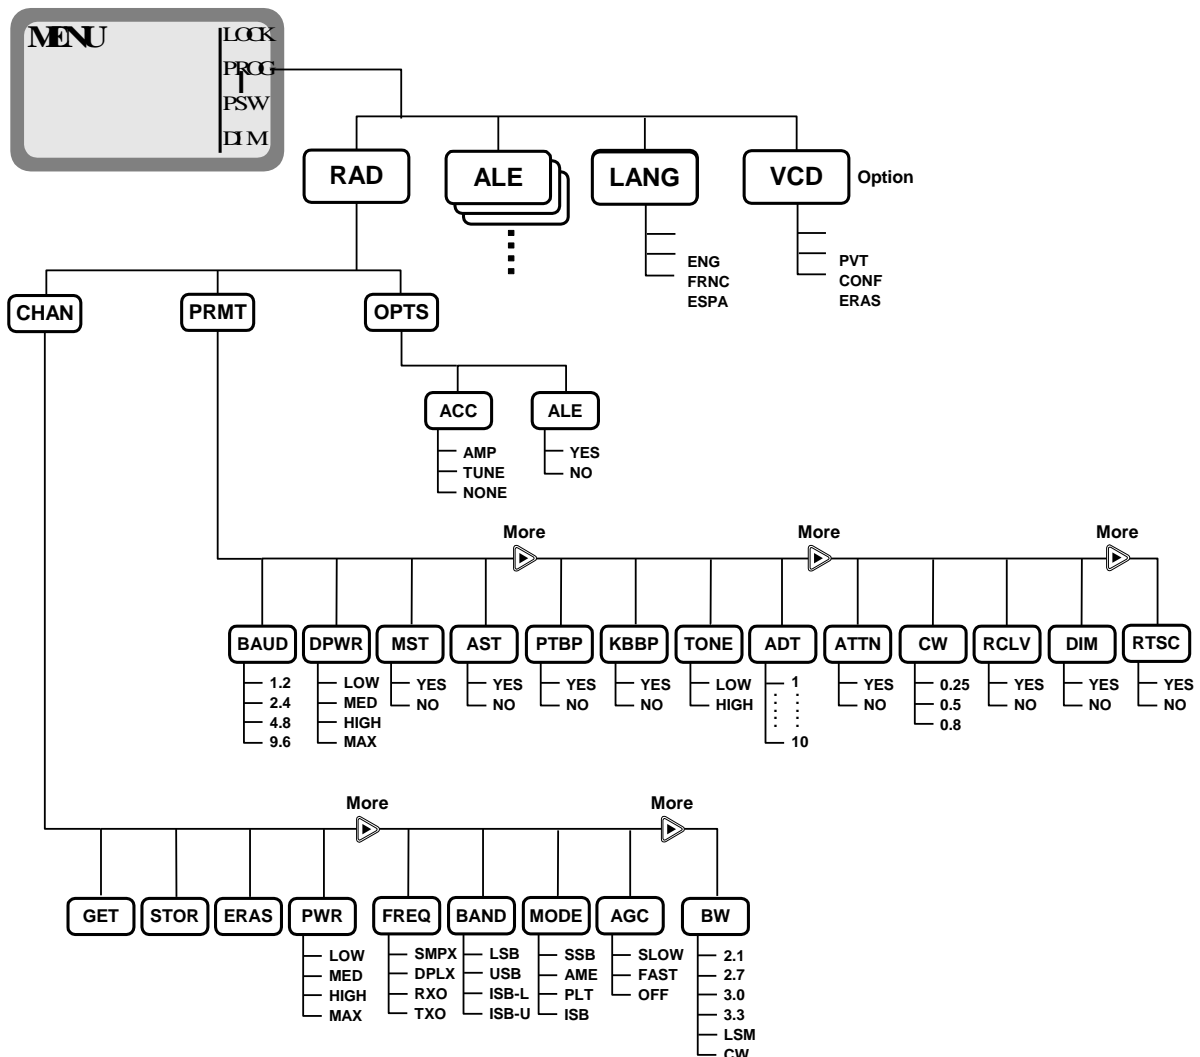 MENU
LOCK
PROG
PSW
DIM
RAD
ALE
LANG
VCD
Option
ENG
FRNC
ESPA
PVT
CONF
ERAS
CHAN
PRMT
OPTS
ACC
ALE
AMP
TUNE
NONE
YES
NO
More
More
More
BAUD
DPWR
MST
AST
PTBP
KBBP
TONE
ADT
ATTN
CW
RCLV
DIM
RTSC
1.2
2.4
4.8
9.6
LOW
MED
HIGH
MAX
YES
NO
YES
NO
YES
NO
YES
NO
LOW
HIGH
1
10
YES
NO
0.25
0.5
0.8
YES
NO
YES
NO
YES
NO
More
More
GET
STOR
ERAS
PWR
FREQ
BAND
MODE
AGC
BW
LOW
MED
HIGH
MAX
SMPX
DPLX
RXO
TXO
LSB
USB
ISB-L
ISB-U
SSB
AME
PLT
ISB
SLOW
FAST
OFF
2.1
2.7
3.0
3.3
LSM
CW